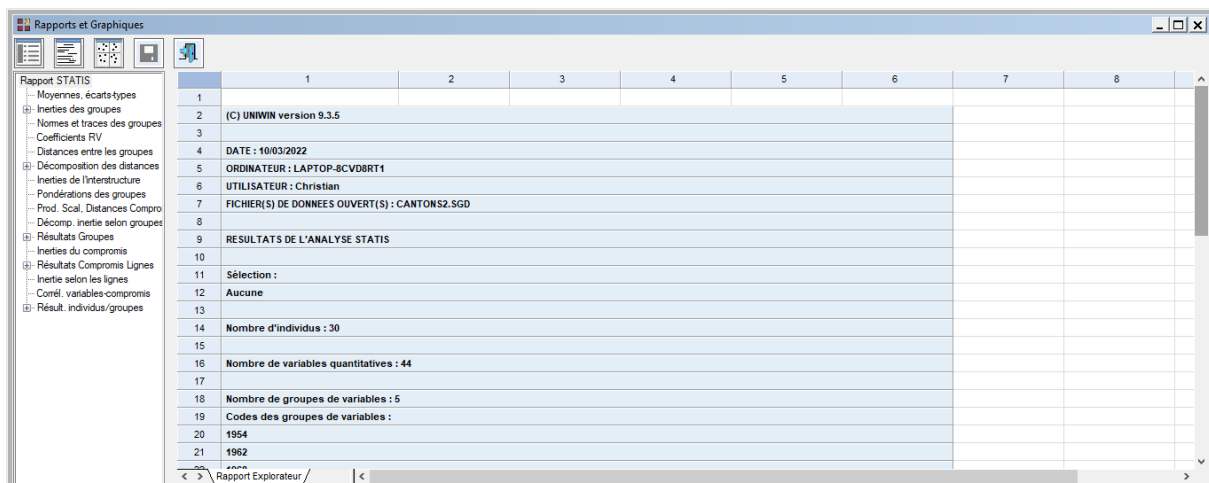 Rapports et Graphiques
Rapport STATIS
Moyennes, écarts-types
Inerties des groupes
Normes et traces des groupes
Coefficients RV
Distances entre les groupes
Décomposition des distances
Inerties de l'Interstructure
Pondérations des groupes
Prod. Scal, Distances Compro
Décomp. inertie selon groupes
Résultats Groupes
Inerties du compromis
Résultats Compromis Lignes
Inertie selon les lignes
Corrél. variables-compromis
Résult. individus/groupes
1 2 3 4 5 6 7 8
1
2 (C) UNIWIN version 9.3.5
3
4 DATE : 10/03/2022
5 ORDINATEUR : LAPTOP-8CVD8RT1
6 UTILISATEUR : Christian
7 FICHIER(S) DE DONNEES OUVERT(S) : CANTONS2.SGD
8
9 RESULTATS DE L'ANALYSE STATIS
10
11 Sélection :
12 Aucune
13
14 Nombre d'individus : 30
15
16 Nombre de variables quantitatives : 44
17
18 Nombre de groupes de variables : 5
19 Codes des groupes de variables :
20 1954
21 1962
Rapport Explorateur